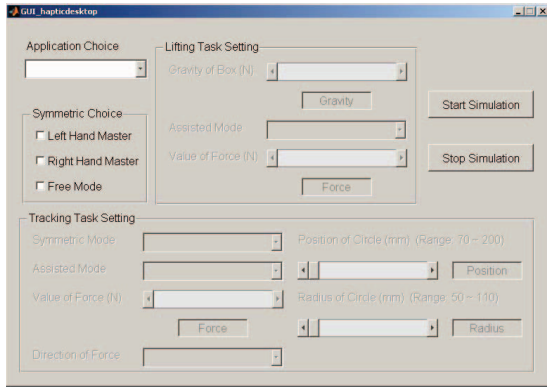 GUI_hapticdesktop
Application Choice
Symmetric Choice
Left Hand Master
Right Hand Master
Free Mode
Lifting Task Setting
Gravity of Box (N)
Gravity
Assisted Mode
Value of Force (N)
Force
Start Simulation
Stop Simulation
Tracking Task Setting
Symmetric Mode
Assisted Mode
Value of Force (N)
Force
Direction of Force
Position of Circle (mm) (Range: 70 ~ 200)
Position
Radius of Circle (mm) (Range: 50 ~ 110)
Radius